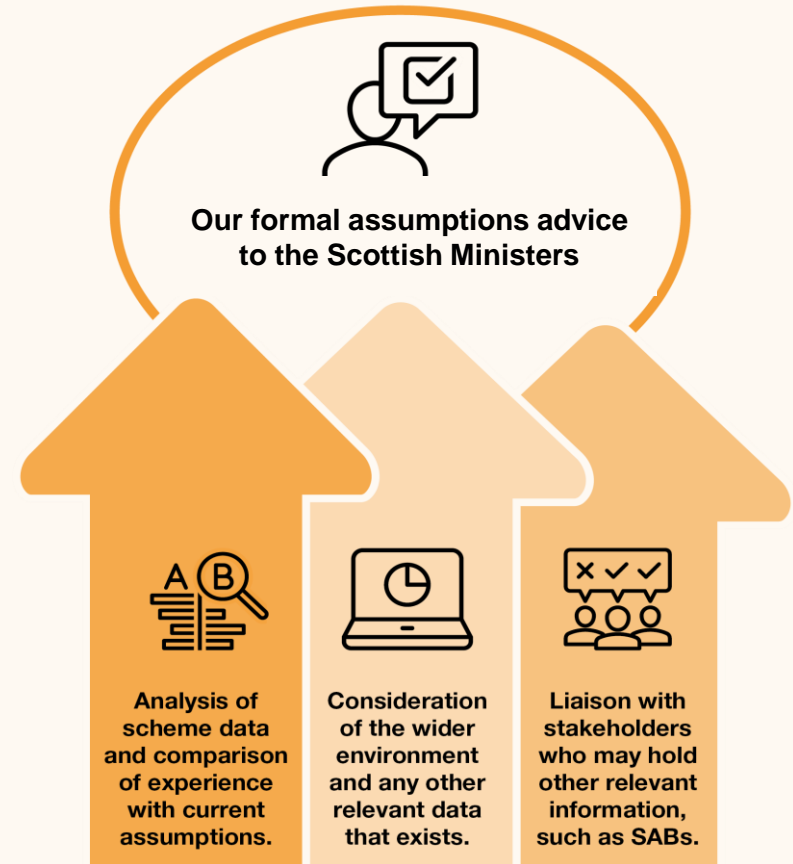 Our formal assumptions advice
to the Scottish Ministers
A B
Analysis of
scheme data
and comparison
of experience
with current
assumptions.
Consideration
of the wider
environment
and any other
relevant data
that exists.
Liaison with
stakeholders
who may hold
other relevant
information,
such as SABs.